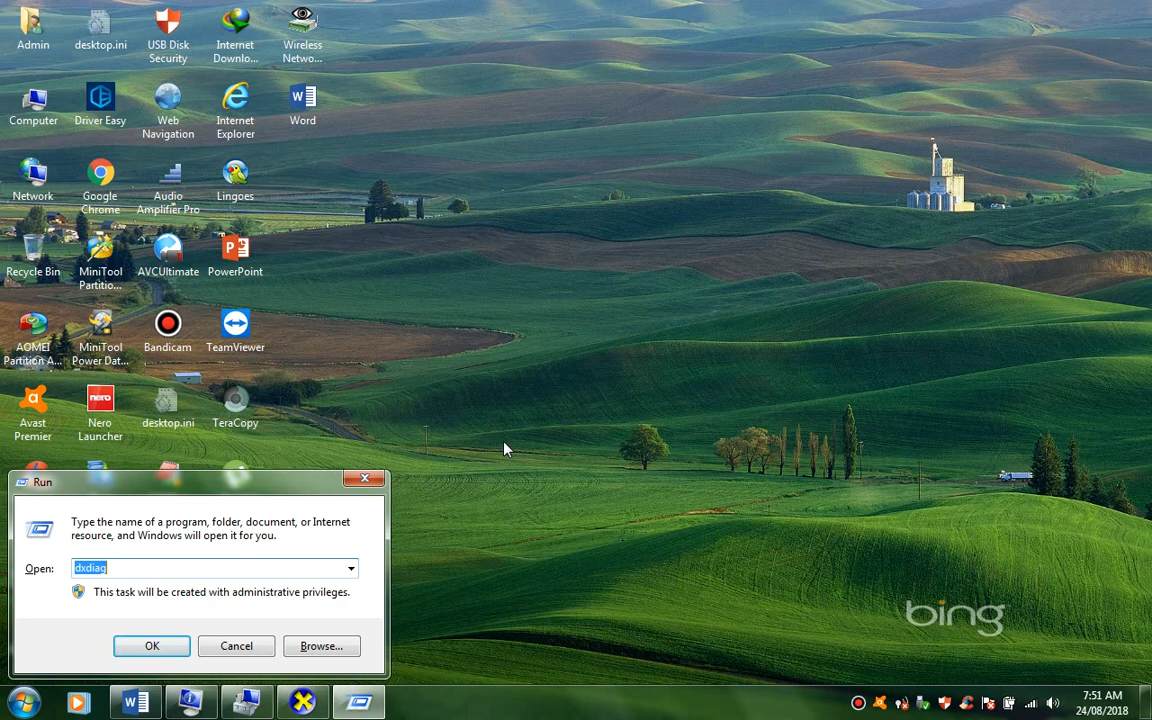 Admin
desktop.ini
USB Disk
Security
Internet
Downlo...
Wireless
Netwo...
Computer
Driver Easy
Web
Navigation
Internet
Explorer
Word
Network
Google
Chrome
Audio
Amplifier Pro
Lingoes
Recycle Bin
MiniTool
Partitio...
AVCUltimate
PowerPoint
AOMEI
Partition A...
MiniTool
Power Dat...
Bandicam
TeamViewer
Avast
Premier
nero
Nero
Launcher
desktop.ini
TeraCopy
Run
Type the name of a program, folder, document, or Internet
resource, and Windows will open it for you.
Open:
dxdiag
This task will be created with administrative privileges.
OK
Cancel
Browse...
bing
7:51 AM
24/08/2018